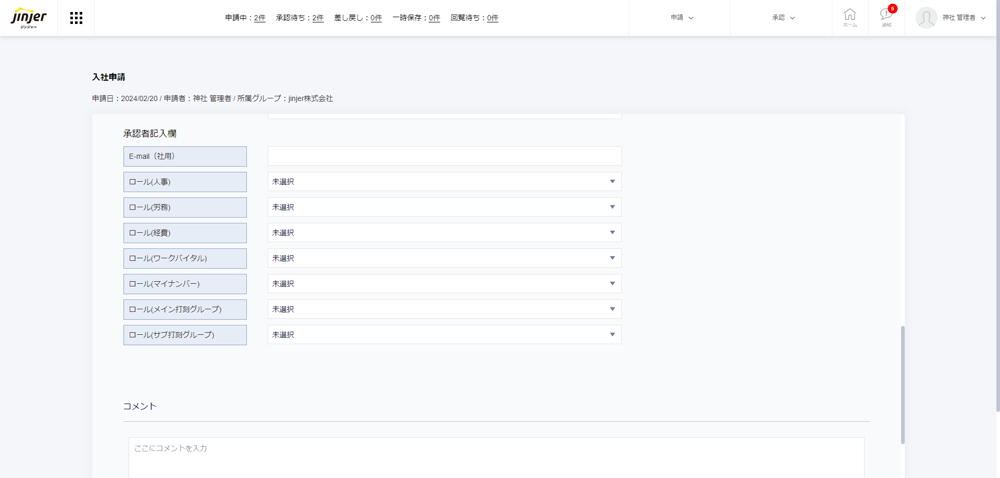 jinjer
ジンジャー
申請中：2件 承認待ち：2件 差し戻し：0件 一時保存：0件 回覧待ち：0件
申請
承認
ホーム
5
通知
神社 管理者
入社申請
申請日：2024/02/20 / 申請者：神社 管理者 / 所属グループ：jinjer株式会社
承認者記入欄
E-mail（社用）
ロール(人事) 未選択
ロール(労務) 未選択
ロール(経費) 未選択
ロール(ワークバイタル) 未選択
ロール(マイナンバー) 未選択
ロール(メイン打刻グループ) 未選択
ロール(サブ打刻グループ) 未選択
コメント
ここにコメントを入力